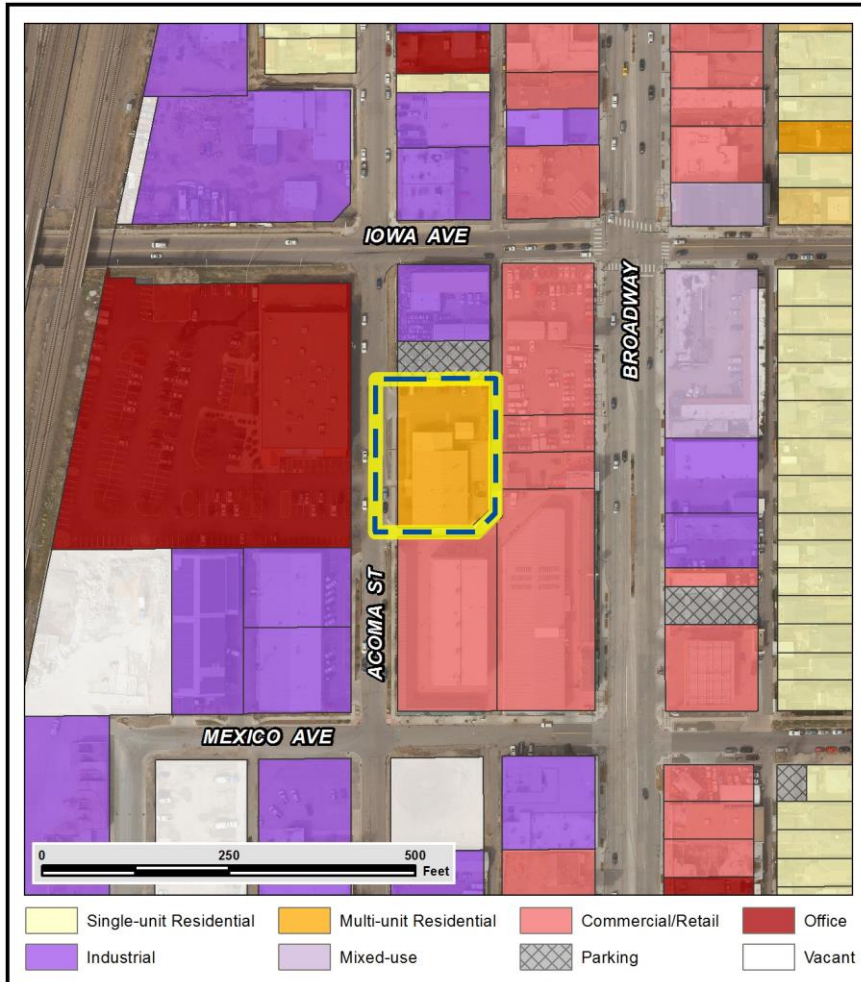 IOWA AVE
BROADWAY
ACOMA ST
MEXICO AVE
0 250 500
Feet
Single-unit Residential Multi-unit Residential Commercial/Retail Office
Industrial Mixed-use Parking Vacant